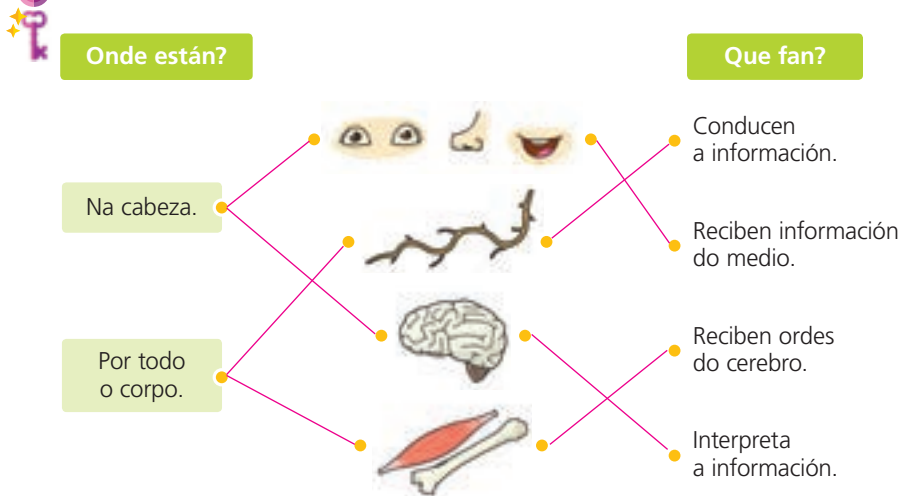 Onde están?
Que fan?
Conducen
a información.
Na cabeza.
Reciben información
do medio.
Reciben ordes
do cerebro.
Por todo
o corpo.
Interpreta
a información.